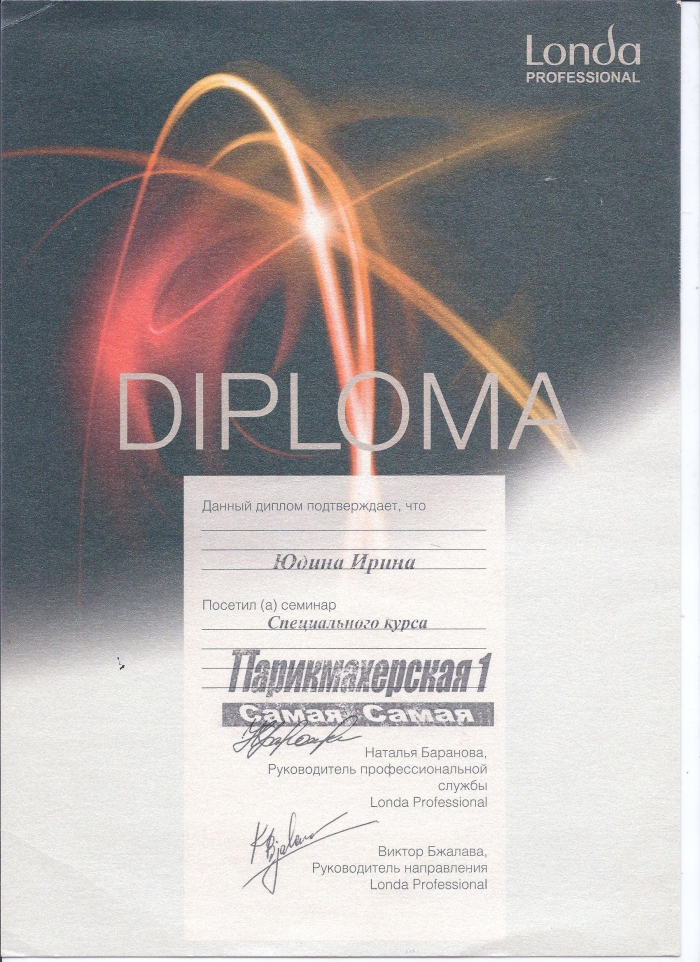 Londa
PROFESSIONAL
DIPLOMA
Данный диплом подтверждает, что
Юдина Ирина
Посетил (а) семинар
Специального курса
Парикмахерская 1
Самая Самая
Наталья Баранова,
Руководитель профессиональной
службы
Londa Professional
Виктор Бжалава,
Руководитель направления
Londa Professional